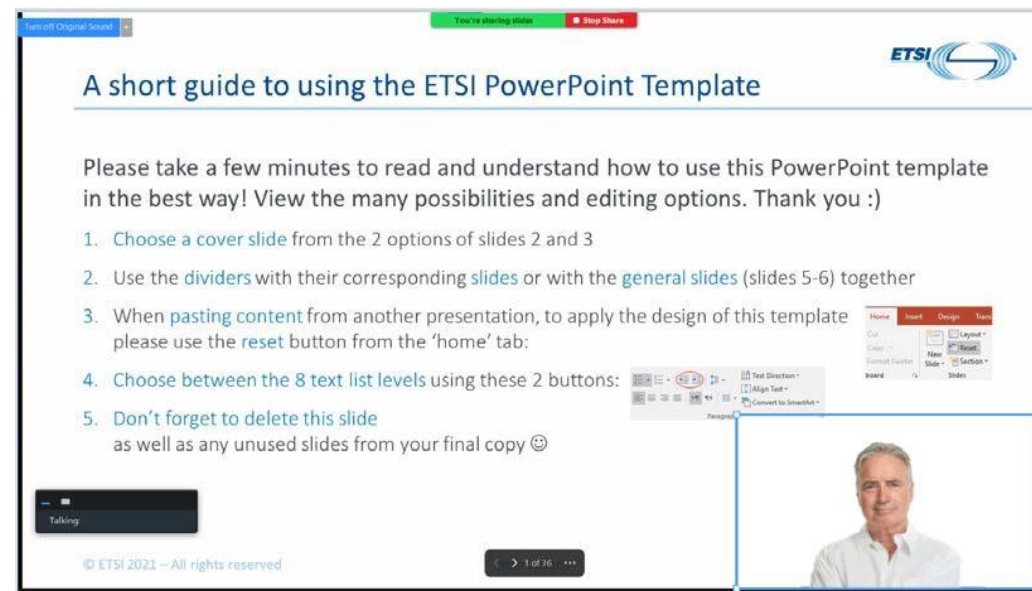 Turn off Original Sound
You're sharing slides
Stop Share
ETSI
A short guide to using the ETSI PowerPoint Template
Please take a few minutes to read and understand how to use this PowerPoint template
in the best way! View the many possibilities and editing options. Thank you :)
1. Choose a cover slide from the 2 options of slides 2 and 3
2. Use the dividers with their corresponding slides or with the general slides (slides 5-6) together
3. When pasting content from another presentation, to apply the design of this template
please use the reset button from the 'home' tab:
Home Insert Design Transi
Cut
Copy
Format Painter
New
Slide
Layout
Reset
Section
board
Slides
4. Choose between the 8 text list levels using these 2 buttons:
Text Direction
Align Text
Convert to SmartArt
Paragrap
5. Don't forget to delete this slide
as well as any unused slides from your final copy ☺
Talking:
© ETSI 2021 – All rights reserved
1 of 36